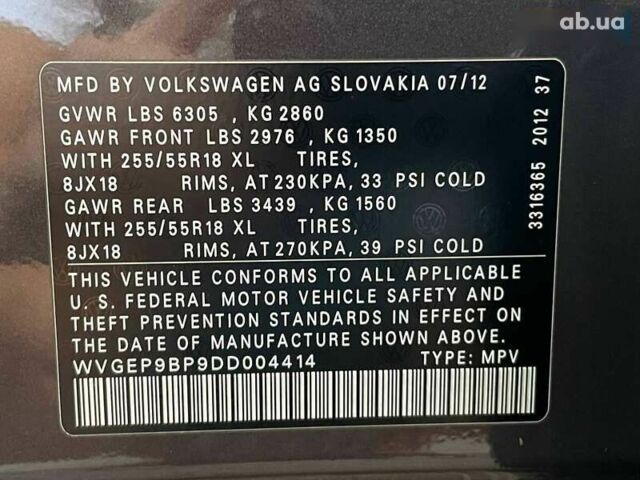 ab.ua
MFD BY VOLKSWAGEN AG SLOVAKIA 07/12
GVWR LBS 6305 , KG 2860
GAWR FRONT LBS 2976 , KG 1350
WITH 255/55R18 XL TIRES,
8JX18 RIMS, AT 230KPA, 33 PSI COLD
GAWR REAR LBS 3439 , KG 1560
WITH 255/55R18 XL TIRES,
8JX18 RIMS, AT 270KPA, 39 PSI COLD
THIS VEHICLE CONFORMS TO ALL APPLICABLE
U. S. FEDERAL MOTOR VEHICLE SAFETY AND
THEFT PREVENTION STANDARDS IN EFFECT ON
THE DATE OF MANUFACTURE SHOWN ABOVE.
WVGEP9BP9DD004414 TYPE: MPV
3316365 2012 37